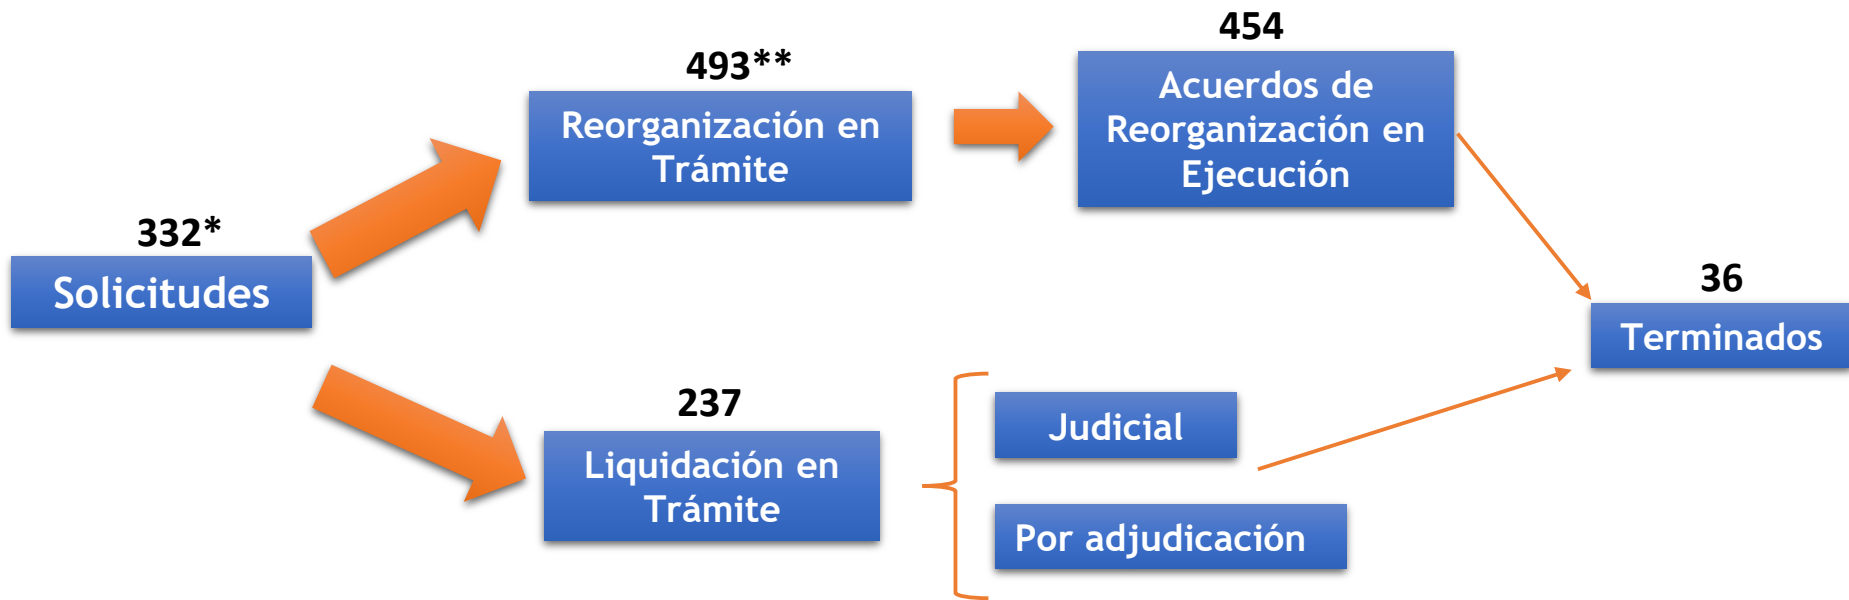 332*
Solicitudes
493**
Reorganización en
Trámite
454
Acuerdos de
Reorganización en
Ejecución
237
Liquidación en
Trámite
Judicial
Por adjudicación
36
Terminados